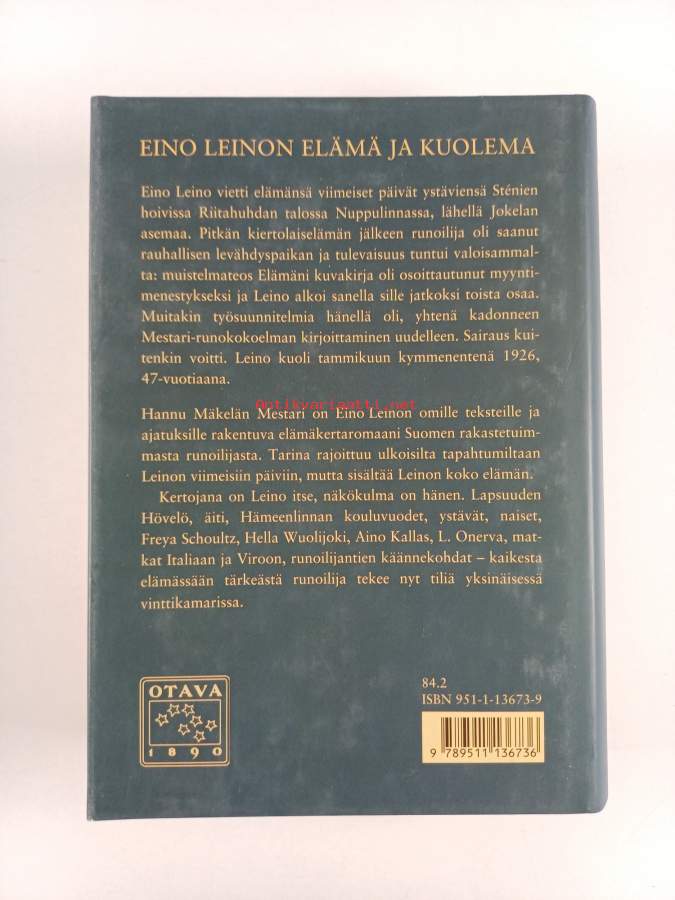 EINO LEINON ELÄMÄ JA KUOLEMA
Eino Leino vietti elämänsä viimeiset päivät ystäviensä Sténien
hoivissa Riitahuhdan talossa Nuppulinnassa, lähellä Jokelan
asemaa. Pitkän kiertolaiselämän jälkeen runoilija oli saanut
rauhallisen levähdyspaikan ja tulevaisuus tuntui valoisammal-
ta: muistelmateos Elämäni kuvakirja oli osoittautunut myynti-
menestykseksi ja Leino alkoi sanella sille jatkoksi toista osaa.
Muitakin työsuunnitelmia hänellä oli, yhtenä kadonneen
Mestari-runokokoelman kirjoittaminen uudelleen. Sairaus kui-
tenkin voitti. Leino kuoli tammikuun kymmenentenä 1926,
47-vuotiaana.
Antikvariaatti.net
Hannu Mäkelän Mestari on Eino Leinon omille teksteille ja
ajatuksille rakentuva elämäkertaromaani Suomen rakastetuim-
masta runoilijasta. Tarina rajoittuu ulkoisilta tapahtumiltaan
Leinon viimeisiin päiviin, mutta sisältää Leinon koko elämän.
Kertojana on Leino itse, näkökulma on hänen. Lapsuuden
Hövelö, äiti, Hämeenlinnan kouluvuodet, ystävät, naiset,
Freya Schoultz, Hella Wuolijoki, Aino Kallas, L. Onerva, mat-
kat Italiaan ja Viroon, runoilijantien käännekohdat – kaikesta
elämässään tärkeästä runoilija tekee nyt tiliä yksinäisessä
vinttikamarissa.
OTAVA
1890
84.2
ISBN 951-1-13673-9
9 789511 136736